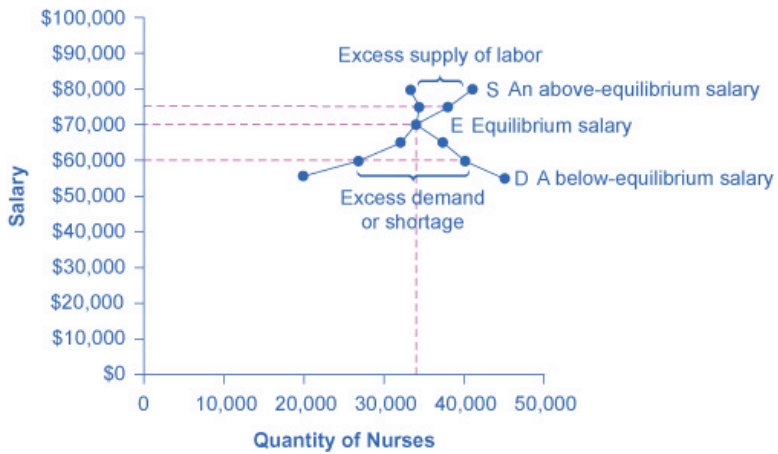 $100,000
$90,000
Excess supply of labor
$80,000
S An above-equilibrium salary
$70,000
E Equilibrium salary
$60,000
$50,000
D A below-equilibrium salary
Excess demand
or shortage
$40,000
$30,000
$20,000
$10,000
$0
Salary
0 10,000 20,000 30,000 40,000 50,000
Quantity of Nurses